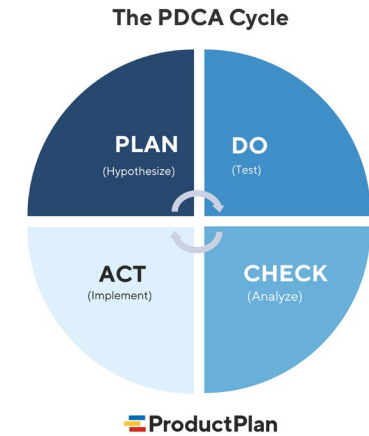 The PDCA Cycle
PLAN
(Hypothesize)
DO
(Test)
ACT
(Implement)
CHECK
(Analyze)
ProductPlan